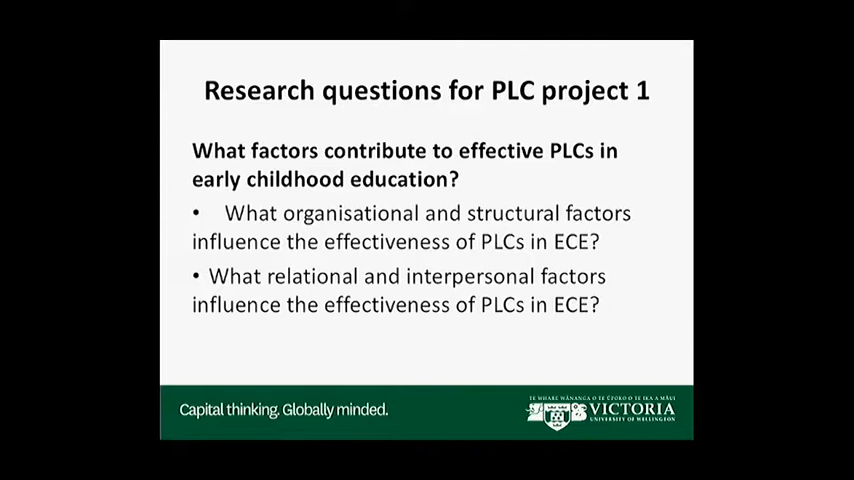 Research questions for PLC project 1
What factors contribute to effective PLCs in
early childhood education?
• What organisational and structural factors
influence the effectiveness of PLCs in ECE?
• What relational and interpersonal factors
influence the effectiveness of PLCs in ECE?
Capital thinking. Globally minded.
TE WHARE WĀNANGA O TE ŪPOKO O TE IKA A MĀUI
VICTORIA
UNIVERSITY OF WELLINGTON